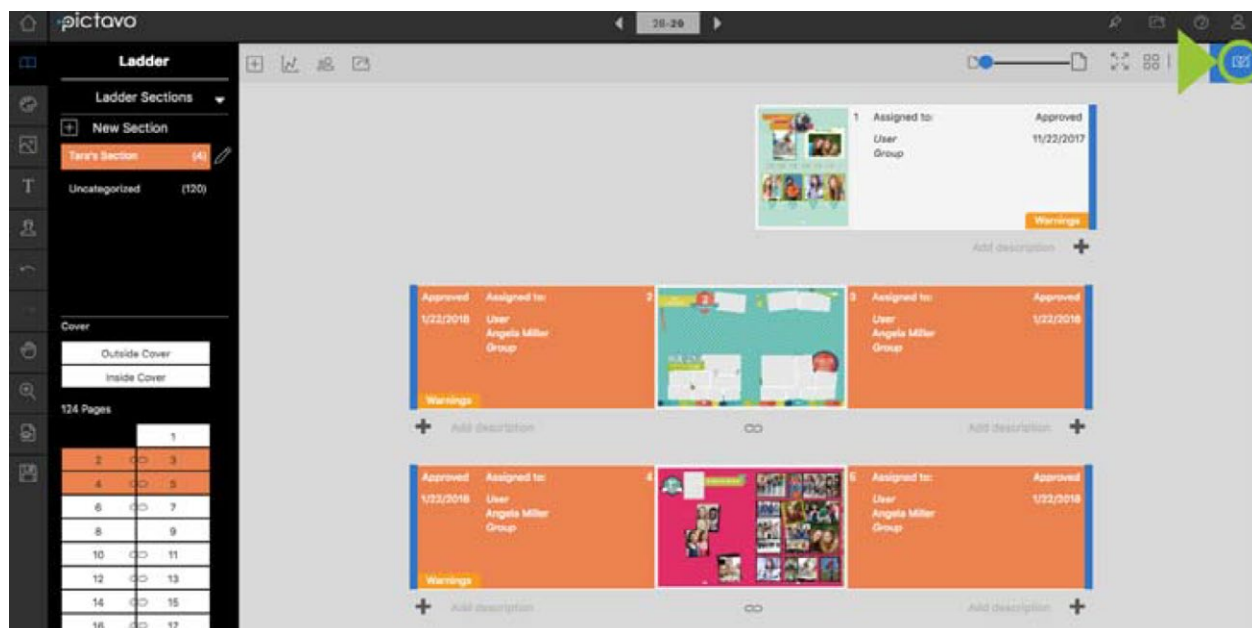 pictavo
28-29
Ladder
Ladder Sections
New Section
Tara's Section (4)
Uncategorized (120)
Cover
Outside Cover
Inside Cover
124 Pages
1
2 3
4 5
6 7
8 9
10 11
12 13
14 15
16 17
1 Assigned to: Approved
User 11/22/2017
Group
Warnings
Add description
Approved Assigned to: 2
1/22/2018 User
Angela Miller
Group
Warnings
Add description
3 Assigned to: Approved
User 1/22/2018
Angela Miller
Group
Add description
Approved Assigned to: 4
1/22/2018 User
Angela Miller
Group
Warnings
Add description
5 Assigned to: Approved
User 1/22/2018
Angela Miller
Group
Add description